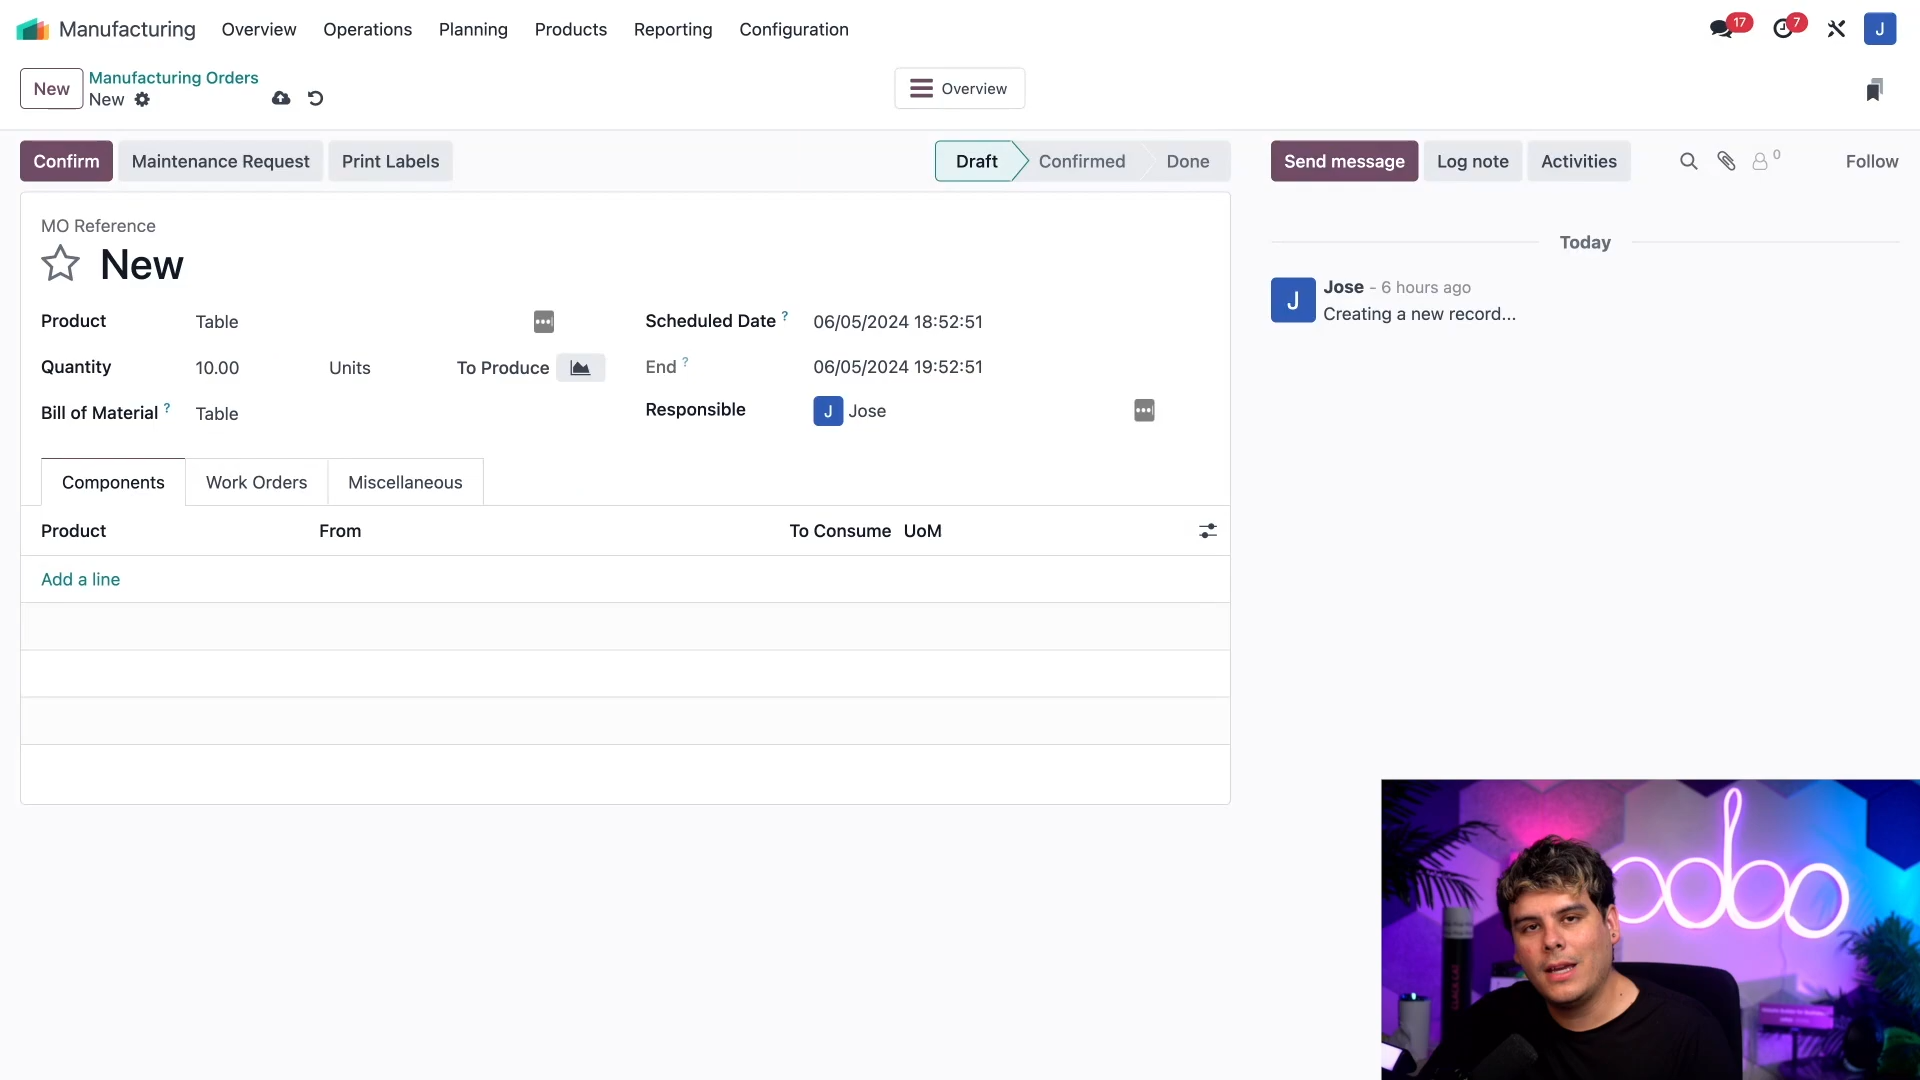 Manufacturing Overview Operations Planning Products Reporting Configuration 17 7 J
New Manufacturing Orders
New
Overview
Confirm Maintenance Request Print Labels Draft Confirmed Done Send message Log note Activities 0 Follow
MO Reference
New
Product Table
Quantity 10.00 Units To Produce
Bill of Material ? Table
Scheduled Date ? 06/05/2024 18:52:51
End ? 06/05/2024 19:52:51
Responsible J Jose
Components Work Orders Miscellaneous
Product From To Consume UoM
Add a line
Today
J Jose - 6 hours ago
Creating a new record...
odoo